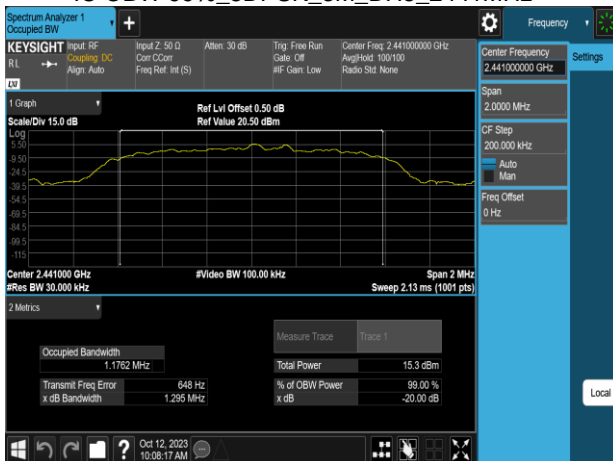 Spectrum Analyzer 1
Occupied BW
Frequency
KEYSIGHT
RL
Input: RF
Coupling: DC
Align: Auto
Input Z: 50 Ω
Corr CCorr
Freq Ref: Int (S)
Atten: 30 dB
Trig: Free Run
Gate: Off
#IF Gain: Low
Center Freq: 2.441000000 GHz
Avg|Hold: 100/100
Radio Std: None
LXI
Center Frequency
2.441000000 GHz
Settings
Span
2.0000 MHz
CF Step
200.000 kHz
Auto
Man
Freq Offset
0 Hz
1 Graph
Scale/Div 15.0 dB
Ref Lvl Offset 0.50 dB
Ref Value 20.50 dBm
Log
5.50
-9.50
-24.5
-39.5
-54.5
-69.5
-84.5
-99.5
-115
Center 2.441000 GHz
#Video BW 100.00 kHz
Span 2 MHz
#Res BW 30.000 kHz
Sweep 2.13 ms (1001 pts)
2 Metrics
Measure Trace
Trace 1
Occupied Bandwidth
1.1762 MHz
Total Power
15.3 dBm
Transmit Freq Error
648 Hz
% of OBW Power
99.00 %
x dB Bandwidth
1.295 MHz
x dB
-20.00 dB
Local
Oct 12, 2023
10:08:17 AM